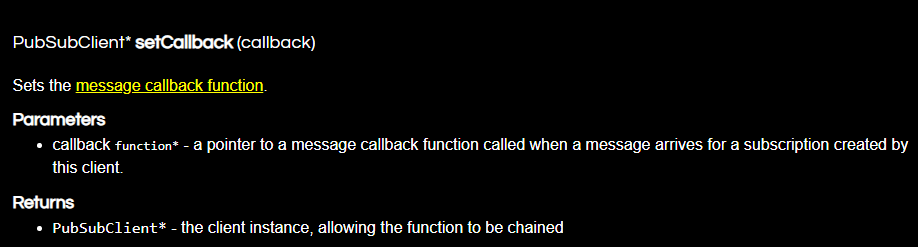 PubSubClient* setCallback (callback)
Sets the message callback function.
Parameters
• callback function* - a pointer to a message callback function called when a message arrives for a subscription created by
this client.
Returns
• PubSubClient* - the client instance, allowing the function to be chained